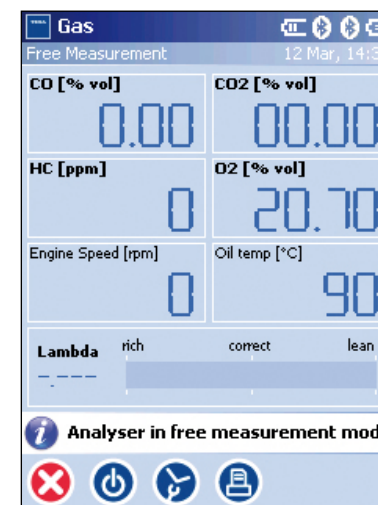 Gas
Free Measurement 12 Mar, 14:3
CO [% vol] CO2 [% vol]
0.00 00.00
HC [ppm] O2 [% vol]
0 20.70
Engine Speed [rpm] Oil temp [°C]
0 90
rich correct lean
Lambda
-.---
Analyser in free measurement mod